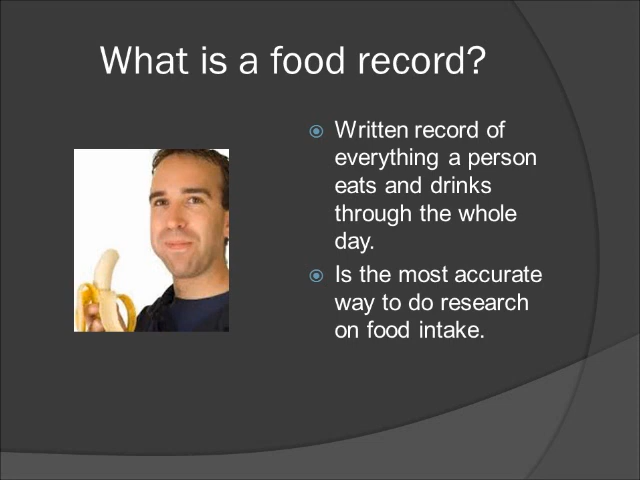 What is a food record?
Written record of
everything a person
eats and drinks
through the whole
day.
Is the most accurate
way to do research
on food intake.